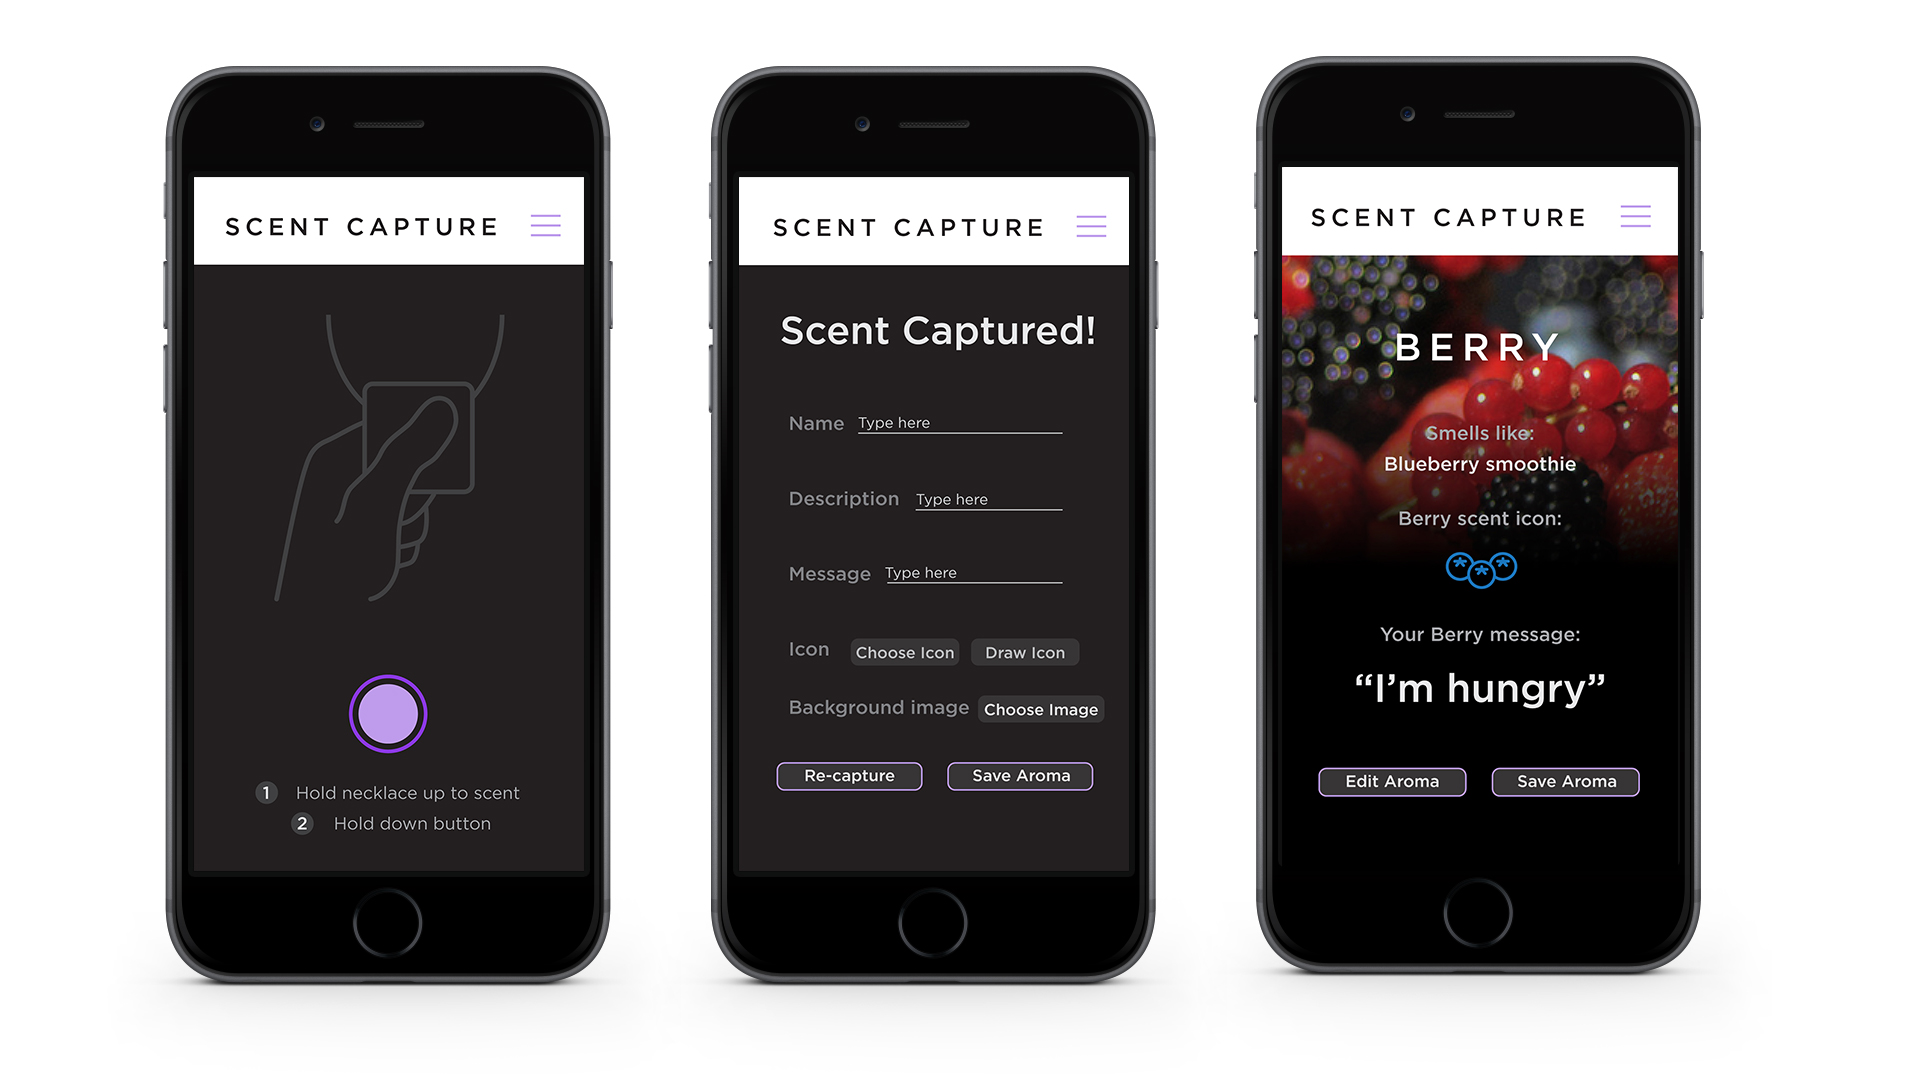 SCENT CAPTURE
1 Hold necklace up to scent
2 Hold down button
SCENT CAPTURE
Scent Captured!
Name Type here
Description Type here
Message Type here
Icon Choose Icon Draw Icon
Background image Choose Image
Re-capture Save Aroma
SCENT CAPTURE
BERRY
Smells like:
Blueberry smoothie
Berry scent icon:
Your Berry message:
“I’m hungry”
Edit Aroma Save Aroma